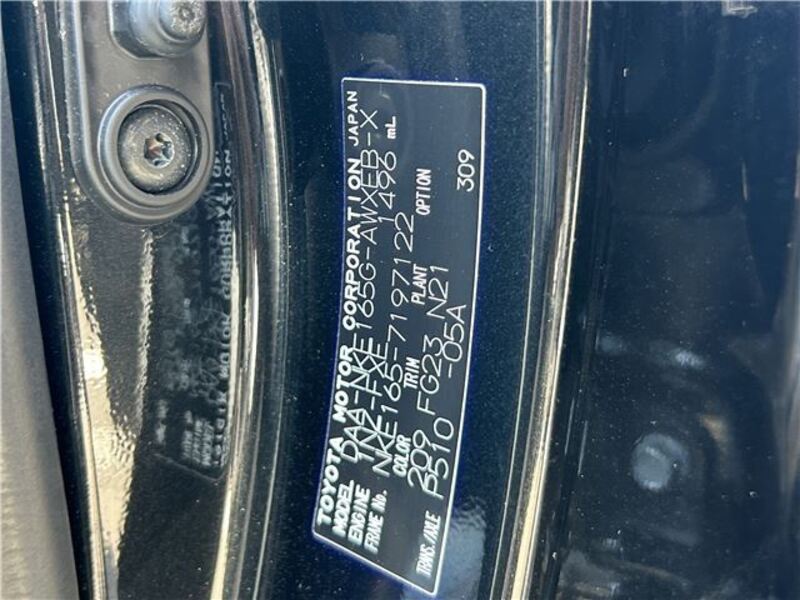 TOYOTA MOTOR CORPORATION JAPAN
MODEL DAA-NKE165G-AWXEB-X
ENGINE 1NZ-FXE 1496 mL
FRAME No. NKE165-7197122
COLOR TRIM PLANT OPTION
209 FG23 N21
TRANS./AXLE P510 -05A 309